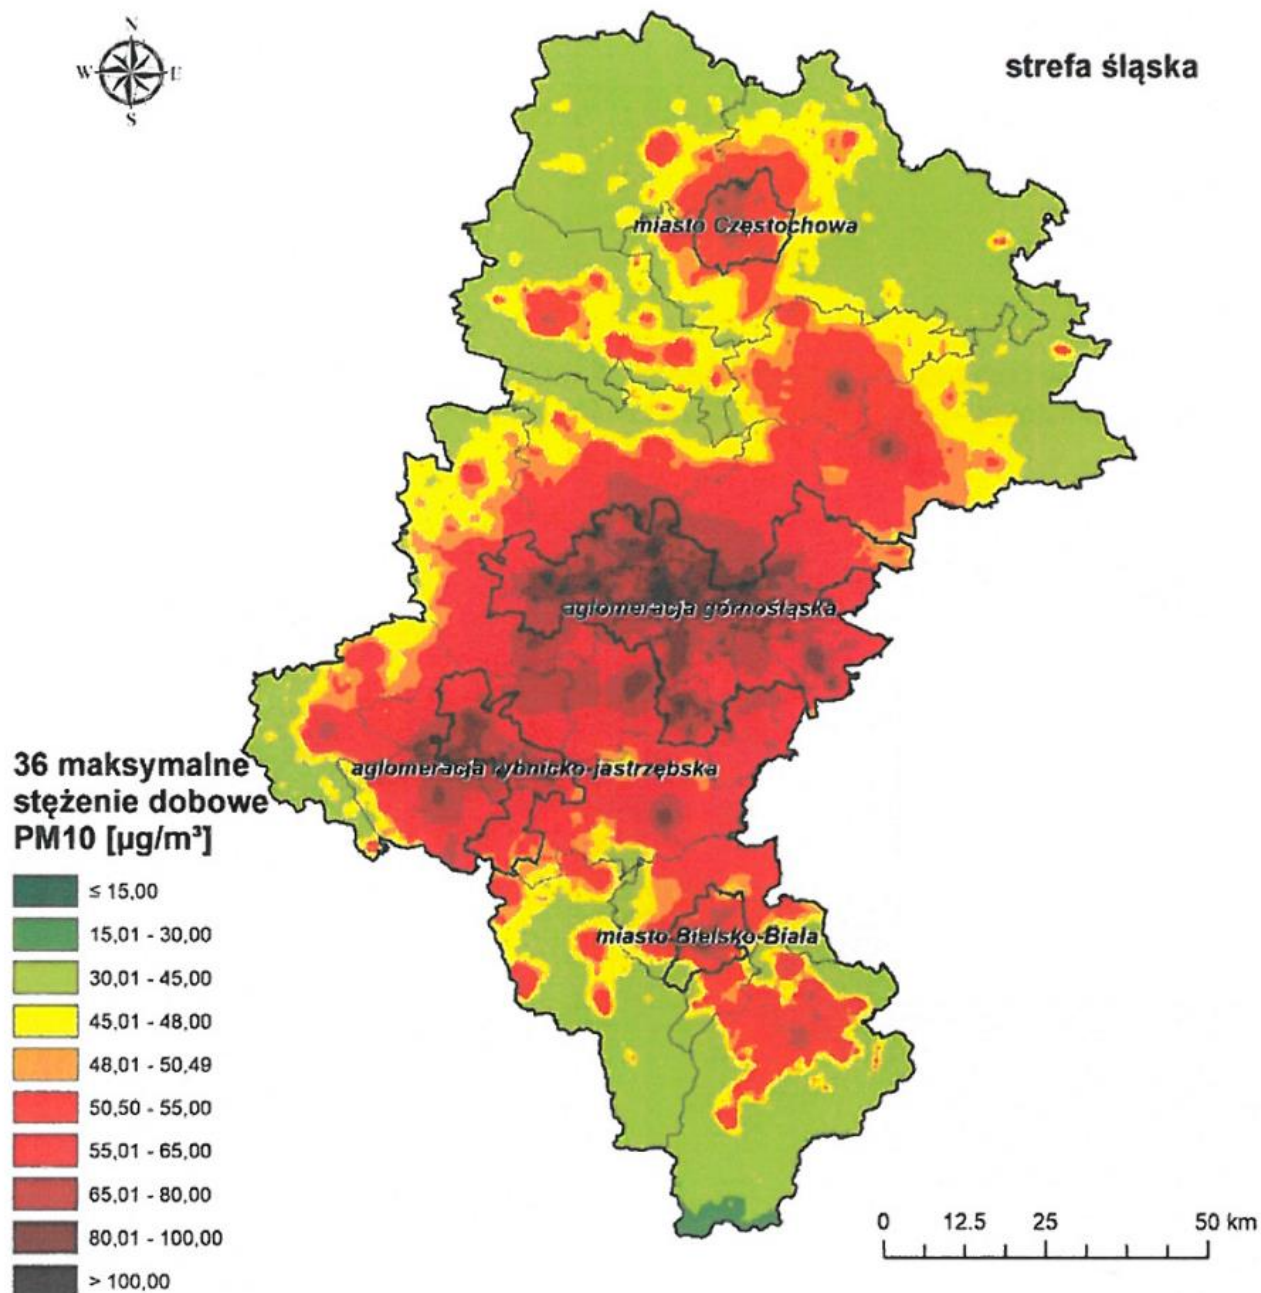 N
W E
S
strefa śląska
miasto Częstochowa
aglomeracja górnośląska
aglomeracja rybnicko-jastrzębska
miasto Bielsko-Biała
36 maksymalne
stężenie dobowe
PM10 [µg/m³]
≤ 15,00
15,01 - 30,00
30,01 - 45,00
45,01 - 48,00
48,01 - 50,49
50,50 - 55,00
55,01 - 65,00
65,01 - 80,00
80,01 - 100,00
> 100,00
0 12.5 25 50 km